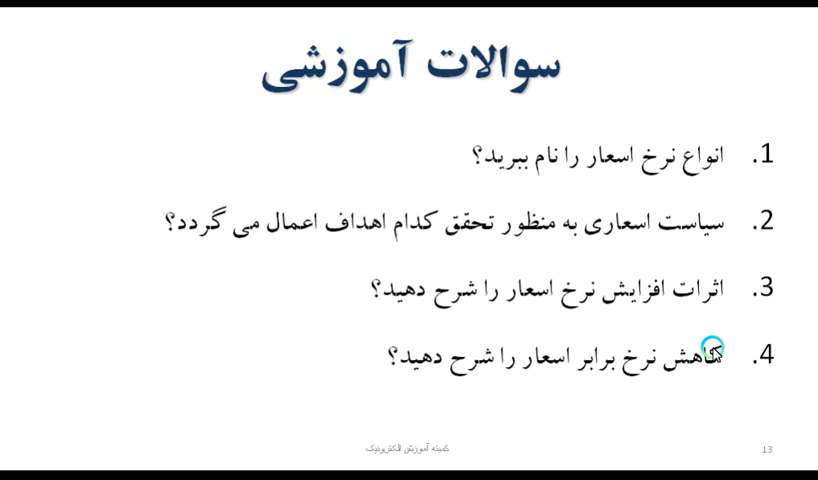 سوالات آموزشی
1. انواع نرخ اسعار را نام ببرید؟
2. سیاست اسعاری به منظور تحقق کدام اهداف اعمال می گردد؟
3. اثرات افزایش نرخ اسعار را شرح دهید؟
4. کاهش نرخ برابر اسعار را شرح دهید؟
کمیته آموزش الکترونیک
13